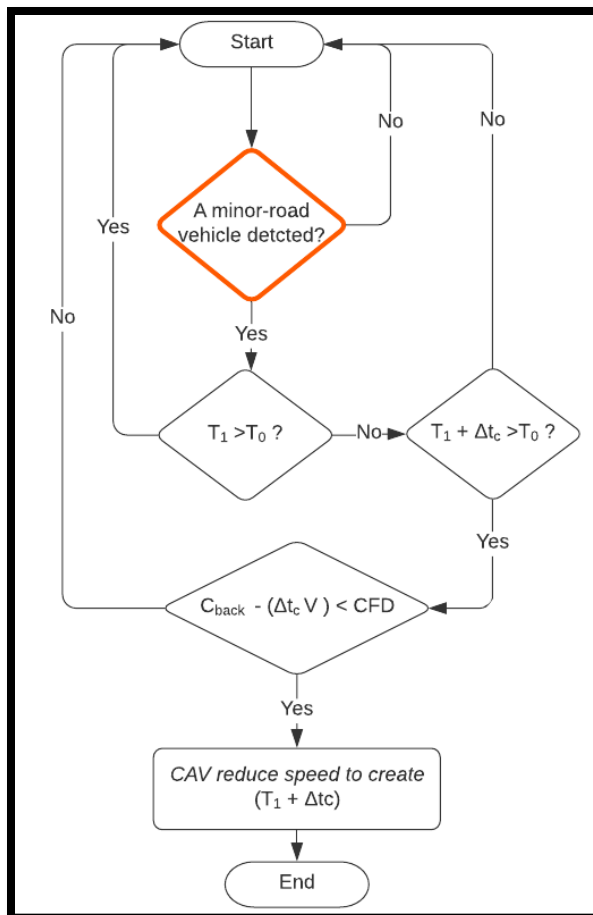 Start
No
No
A minor-road
vehicle detcted?
Yes
No
Yes
T₁ >T₀ ?
No
T₁ + Δt꜀ >T₀ ?
Yes
C_back - (Δt꜀ V ) < CFD
Yes
CAV reduce speed to create
(T₁ + Δtc)
End